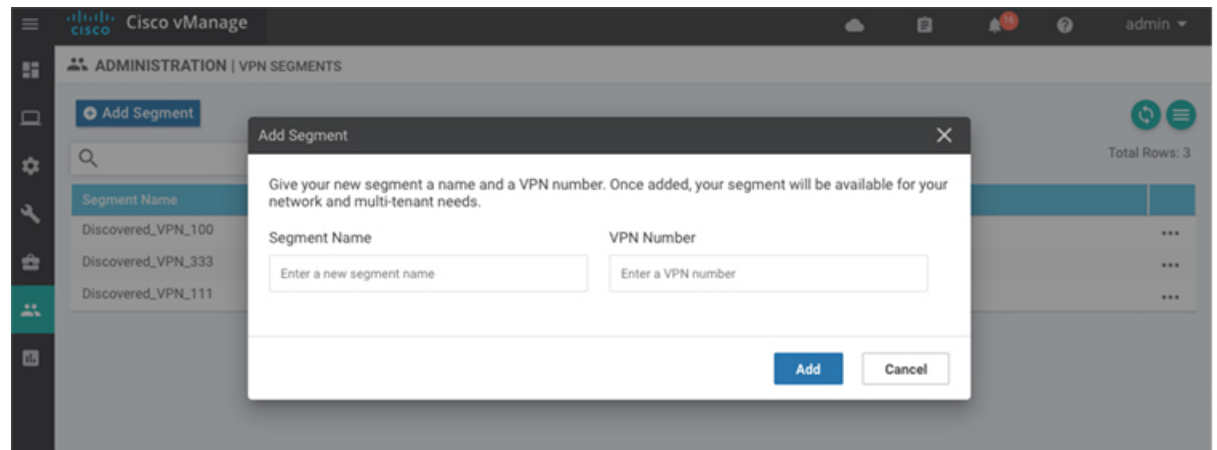 cisco Cisco vManage
16
admin
ADMINISTRATION | VPN SEGMENTS
Add Segment
Total Rows: 3
Segment Name
Discovered_VPN_100
Discovered_VPN_333
Discovered_VPN_111
Add Segment
Give your new segment a name and a VPN number. Once added, your segment will be available for your
network and multi-tenant needs.
Segment Name VPN Number
Enter a new segment name Enter a VPN number
Add Cancel